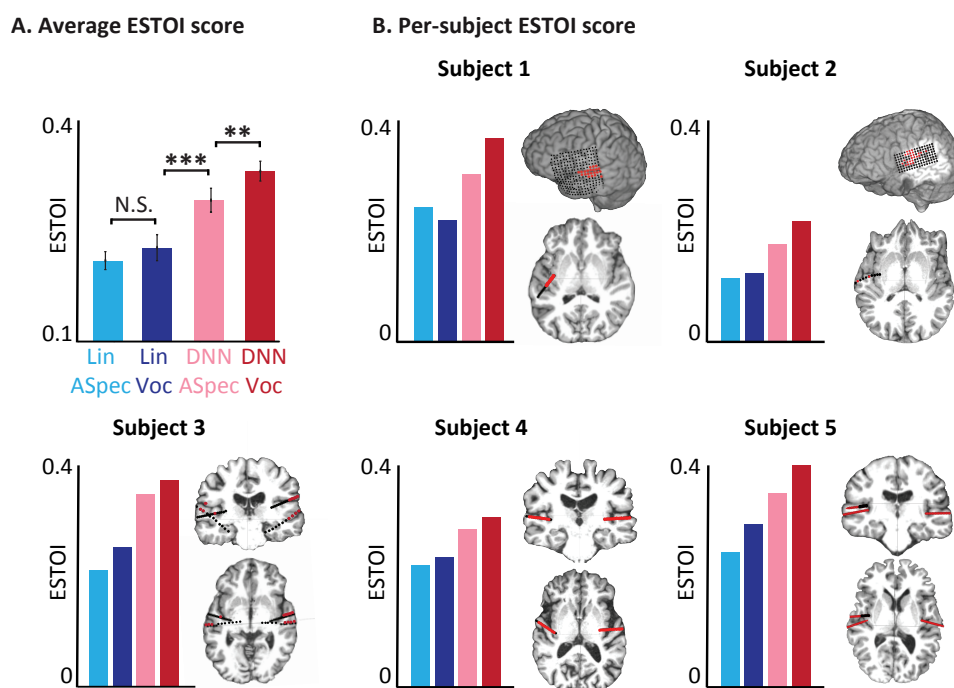 A. Average ESTOI score
B. Per-subject ESTOI score
Subject 1
Subject 2
0.4
ESTOI
0.1
N.S.
***
**
Lin Lin DNN DNN
ASpec Voc ASpec Voc
0.4
ESTOI
0
0.4
ESTOI
0
Subject 3
Subject 4
Subject 5
0.4
ESTOI
0
0.4
ESTOI
0
0.4
ESTOI
0